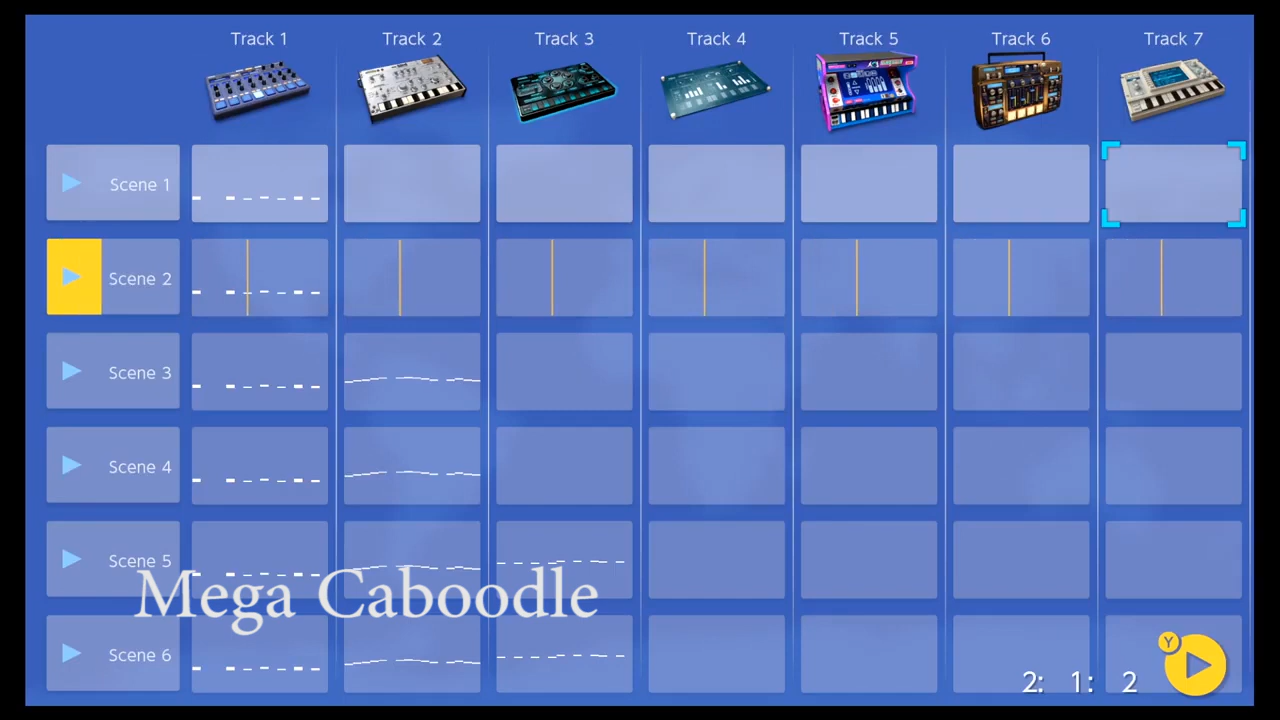 Track 1 Track 2 Track 3 Track 4 Track 5 Track 6 Track 7
Scene 1
Scene 2
Scene 3
Scene 4
Scene 5
Mega Caboodle
Scene 6
Y
2: 1: 2